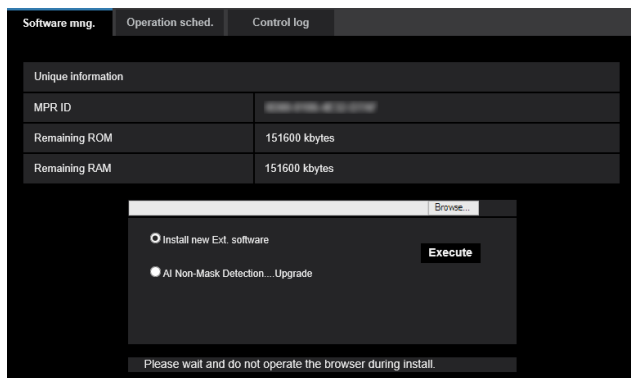 Software mng. Operation sched. Control log
Unique information
MPR ID
Remaining ROM 151600 kbytes
Remaining RAM 151600 kbytes
Browse...
Install new Ext. software
Execute
AI Non-Mask Detection....Upgrade
Please wait and do not operate the browser during install.